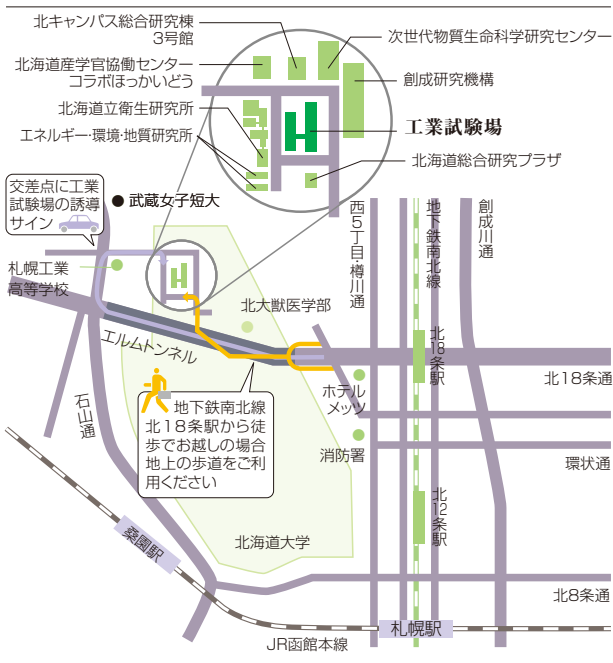 北キャンパス総合研究棟
3号館
次世代物質生命科学研究センター
北海道産学官協働センター
コラボほっかいどう
創成研究機構
北海道立衛生研究所
工業試験場
エネルギー・環境・地質研究所
北海道総合研究プラザ
交差点に工業
試験場の誘導
サイン
武蔵女子短大
西5丁目・樽川通
地下鉄南北線
創成川通
札幌工業
高等学校
北大獣医学部
エルムトンネル
北18条駅
北18条通
ホテル
メッツ
石山通
地下鉄南北線
北18条駅から徒
歩でお越しの場合
地上の歩道をご利
用ください
消防署
環状通
北12条駅
桑園駅
北海道大学
北8条通
札幌駅
JR函館本線